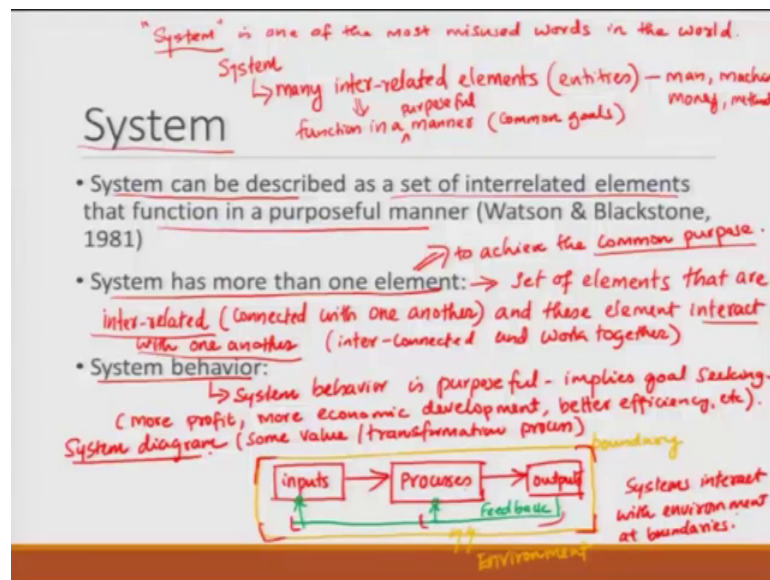 "System" is one of the most misused words in the world.
System
↳ many inter-related elements (entities) - man, machine
money, method
purposeful
function in a ^ manner (common goals)
System
• System can be described as a set of interrelated elements
that function in a purposeful manner (Watson & Blackstone,
1981)
to achieve the common purpose.
• System has more than one element: → set of elements that are
inter-related (connected with one another) and these element interact
with one another (inter-connected and work together)
• System behavior:
↳ System behavior is purposeful - implies goal seeking.
(more profit, more economic development, better efficiency, etc).
System diagram (some value / transformation process)
boundary
inputs → Processes → outputs
Feedback
Systems interact
with environment
at boundaries.
Environment